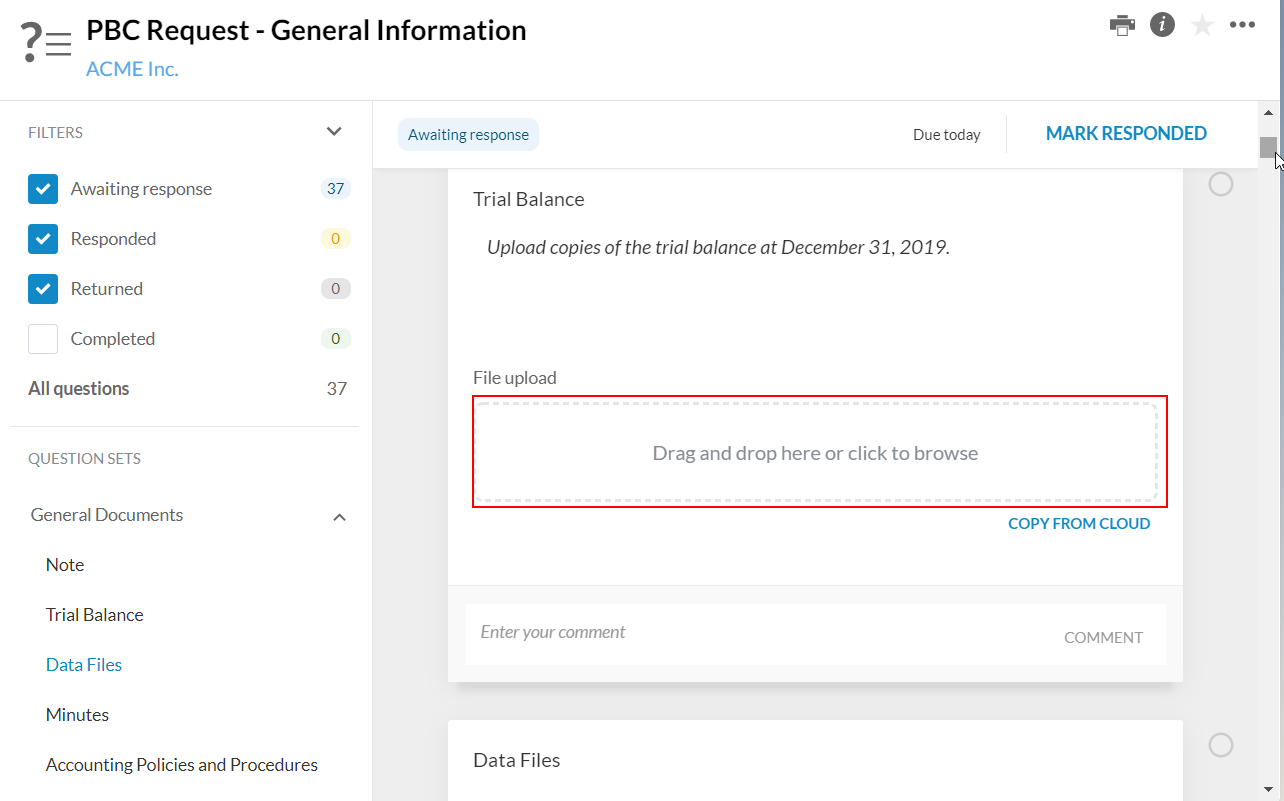 PBC Request - General Information
ACME Inc.
FILTERS
Awaiting response 37
Responded 0
Returned 0
Completed 0
All questions 37
QUESTION SETS
General Documents
Note
Trial Balance
Data Files
Minutes
Accounting Policies and Procedures
Awaiting response
Due today
MARK RESPONDED
Trial Balance
Upload copies of the trial balance at December 31, 2019.
File upload
Drag and drop here or click to browse
COPY FROM CLOUD
Enter your comment
COMMENT
Data Files